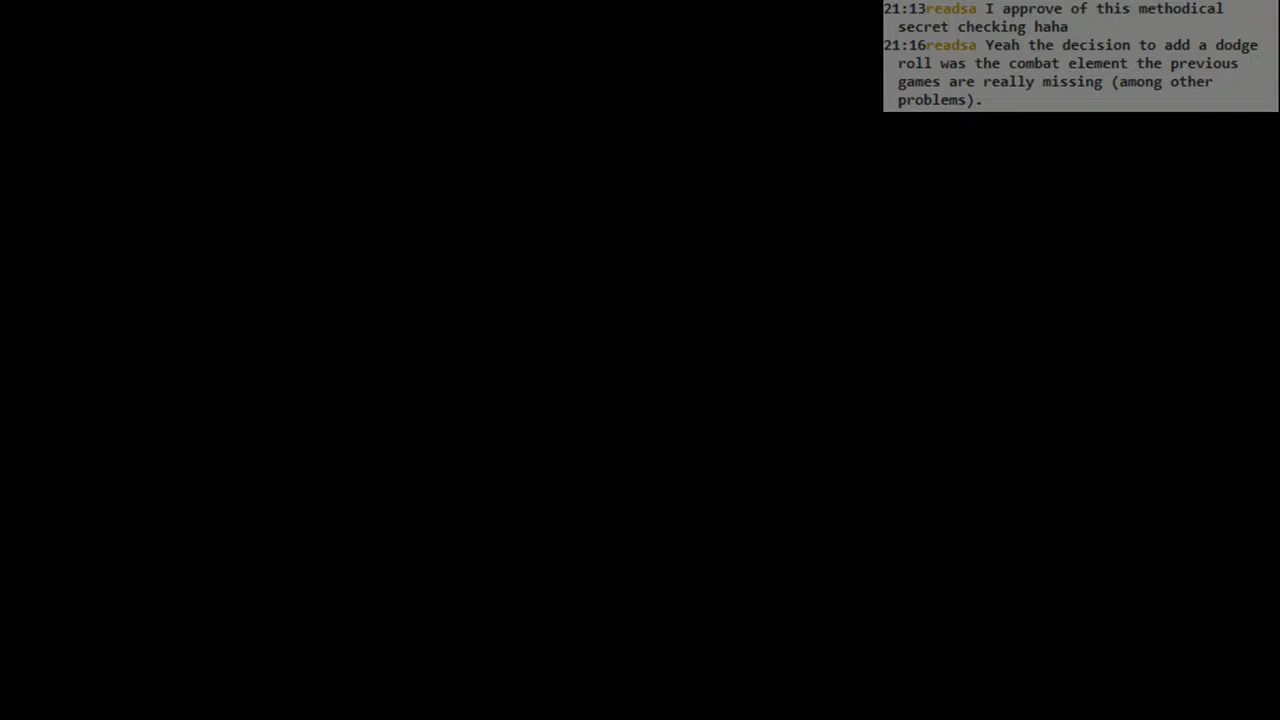 21:13readsa I approve of this methodical
secret checking haha
21:16readsa Yeah the decision to add a dodge
roll was the combat element the previous
games are really missing (among other
problems).